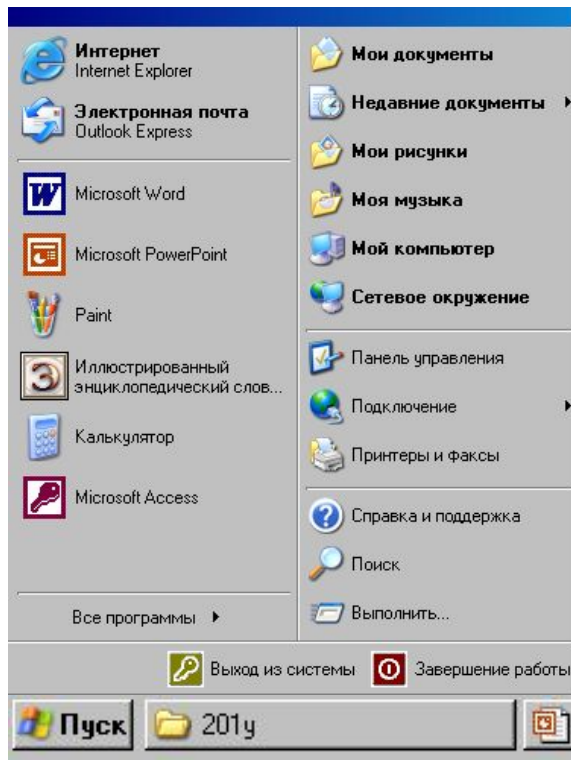 Интернет
Internet Explorer
Электронная почта
Outlook Express
Microsoft Word
Microsoft PowerPoint
Paint
Иллюстрированный
энциклопедический слов...
Калькулятор
Microsoft Access
Все программы
Мои документы
Недавние документы
Мои рисунки
Моя музыка
Мой компьютер
Сетевое окружение
Панель управления
Подключение
Принтеры и факсы
Справка и поддержка
Поиск
Выполнить...
Выход из системы
Завершение работы
Пуск
201у